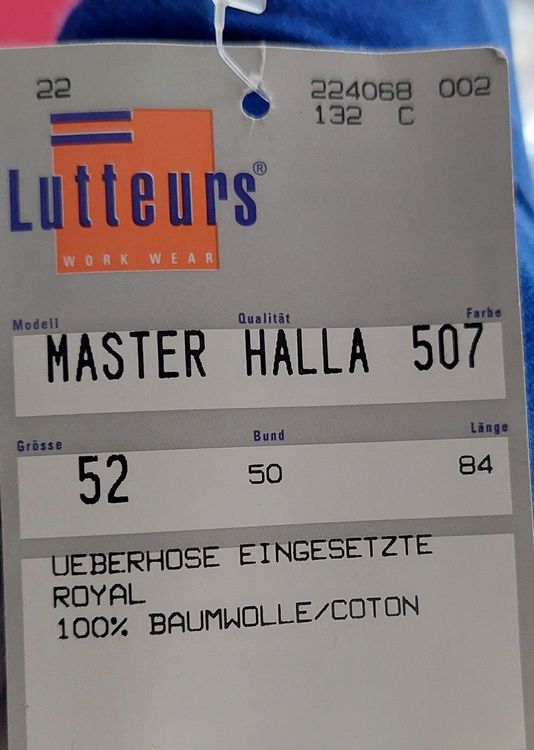 22
224068 002
132 C
Lutteurs®
WORK WEAR
Modell Qualität Farbe
MASTER HALLA 507
Grösse Bund Länge
52 50 84
UEBERHOSE EINGESETZTE
ROYAL
100% BAUMWOLLE/COTON